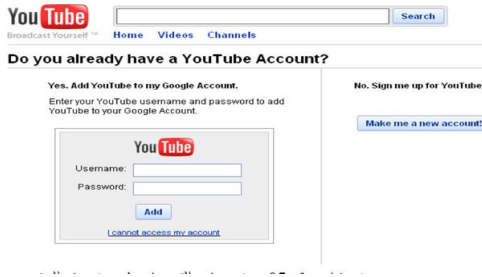 YouTube
Search
Broadcast Yourself ™ Home Videos Channels
Do you already have a YouTube Account?
Yes. Add YouTube to my Google Account.
Enter your YouTube username and password to add
YouTube to your Google Account.
YouTube
Username:
Password:
Add
I cannot access my account
No. Sign me up for YouTube
Make me a new account!